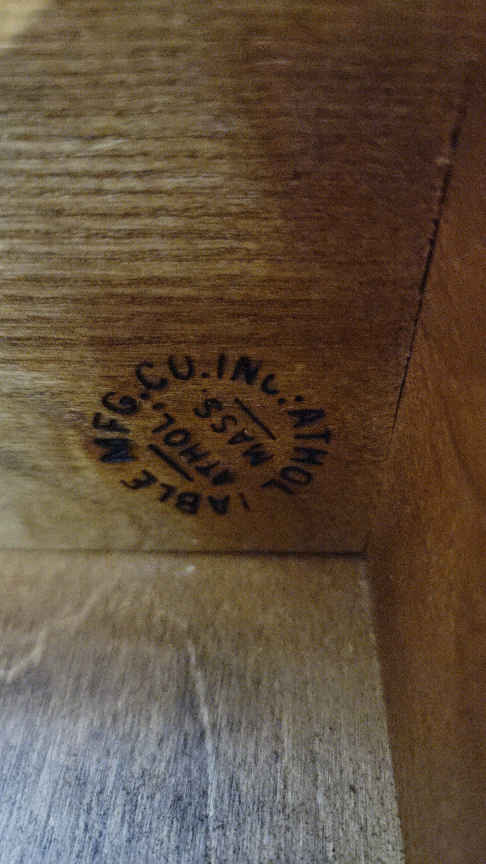 ATHOL TABLE MFG. CO. INC.
ATHOL,
MASS.